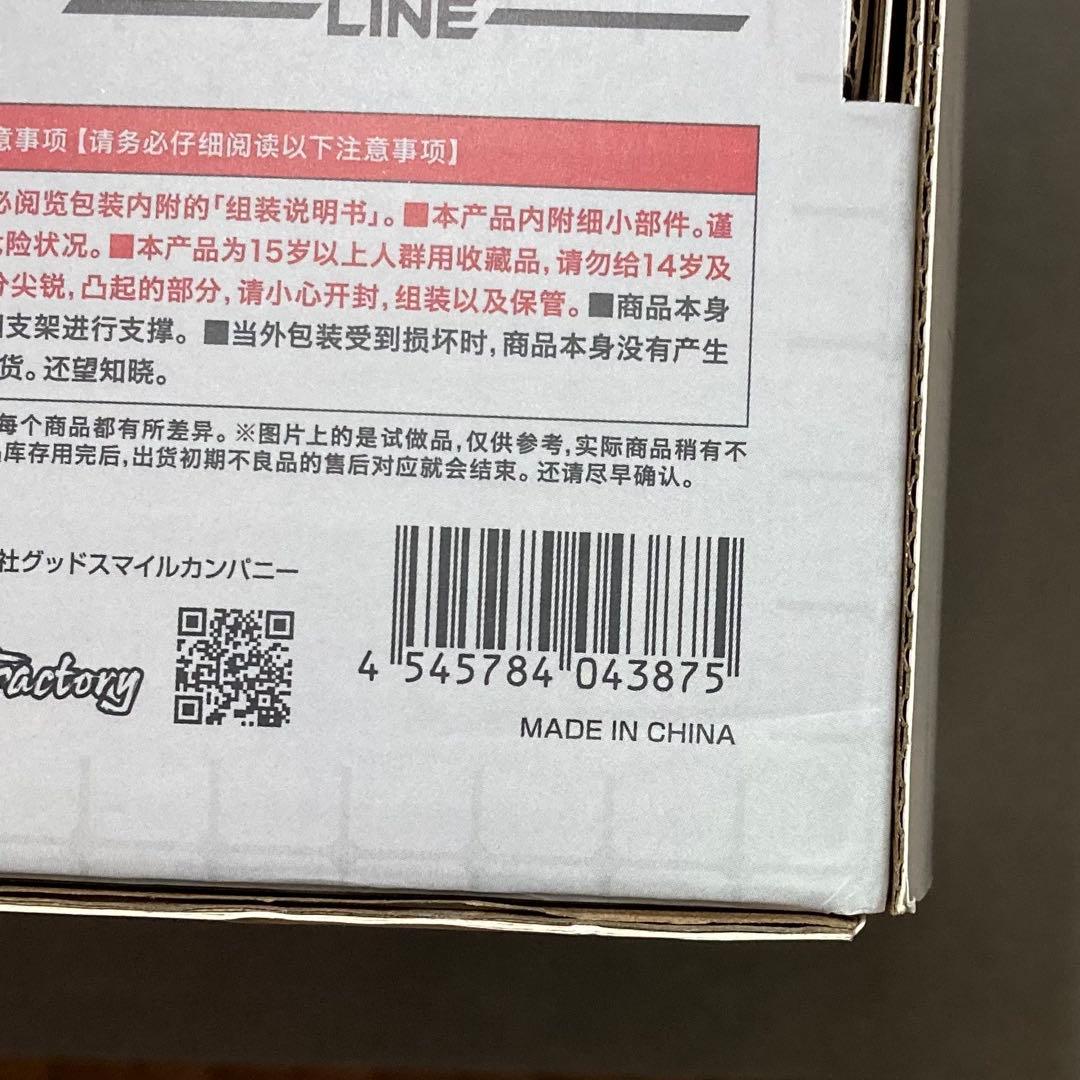 LINE
意事项【请务必仔细阅读以下注意事项】
必阅览包装内附的「组装说明书」。■本产品内附细小部件。谨
危险状况。■本产品为15岁以上人群用收藏品,请勿给14岁及
分尖锐,凸起的部分,请小心开封,组装以及保管。■商品本身
支架进行支撑。■当外包装受到损坏时,商品本身没有产生
货。还望知晓。
每个商品都有所差异。※图片上的是试做品,仅供参考,实际商品稍有不
库存用完后,出货初期不良品的售后对应就会结束。还请尽早确认。
社グッドスマイルカンパニー
Factory
4 545784 043875
MADE IN CHINA